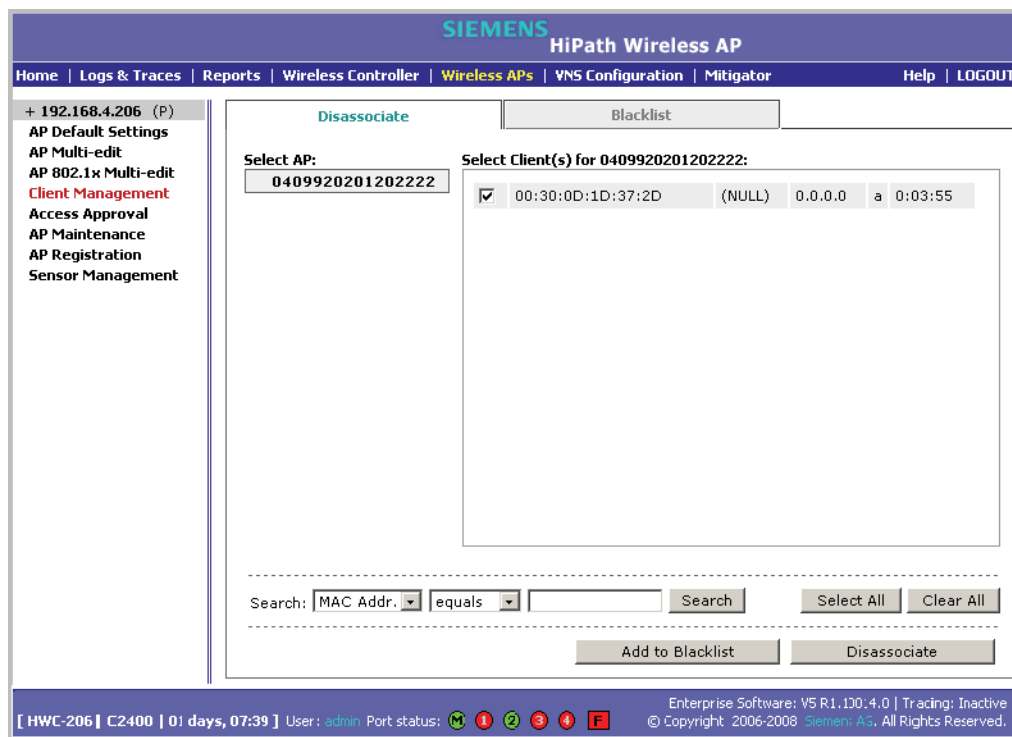 SIEMENS
HiPath Wireless AP
Home | Logs & Traces | Reports | Wireless Controller | Wireless APs | VNS Configuration | Mitigator Help | LOGOUT
+ 192.168.4.206 (P)
AP Default Settings
AP Multi-edit
AP 802.1x Multi-edit
Client Management
Access Approval
AP Maintenance
AP Registration
Sensor Management
Disassociate Blacklist
Select AP: Select Client(s) for 0409920201202222:
0409920201202222
00:30:0D:1D:37:2D (NULL) 0.0.0.0 a 0:03:55
Search: MAC Addr. equals Search Select All Clear All
Add to Blacklist Disassociate
Enterprise Software: V5 R1. | Tracing: Inactive
[ HWC-206 | C2400 | 01 days, 07:39 ] User: admin Port status: M 1 2 3 4 F © Copyright 2006-2008 Siemens AG. All Rights Reserved.